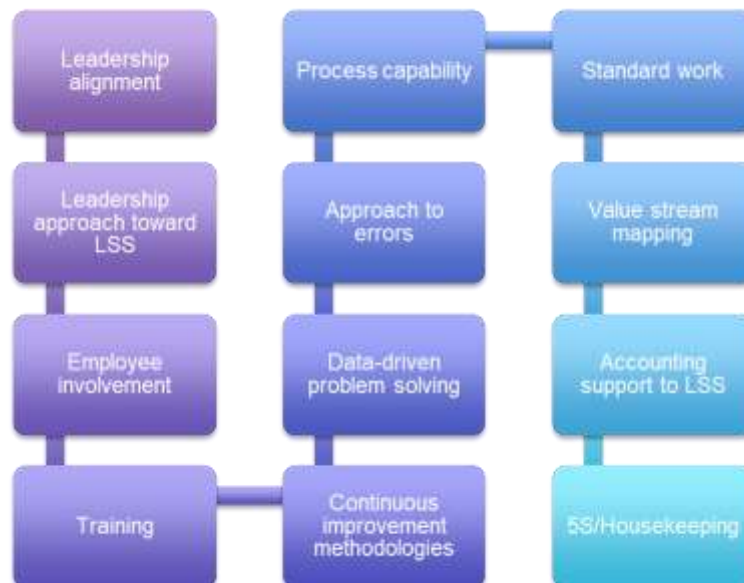 Leadership
alignment
Leadership
approach toward
LSS
Employee
involvement
Training
Continuous
improvement
methodologies
Data-driven
problem solving
Approach to
errors
Process capability
Standard work
Value stream
mapping
Accounting
support to LSS
5S/Housekeeping